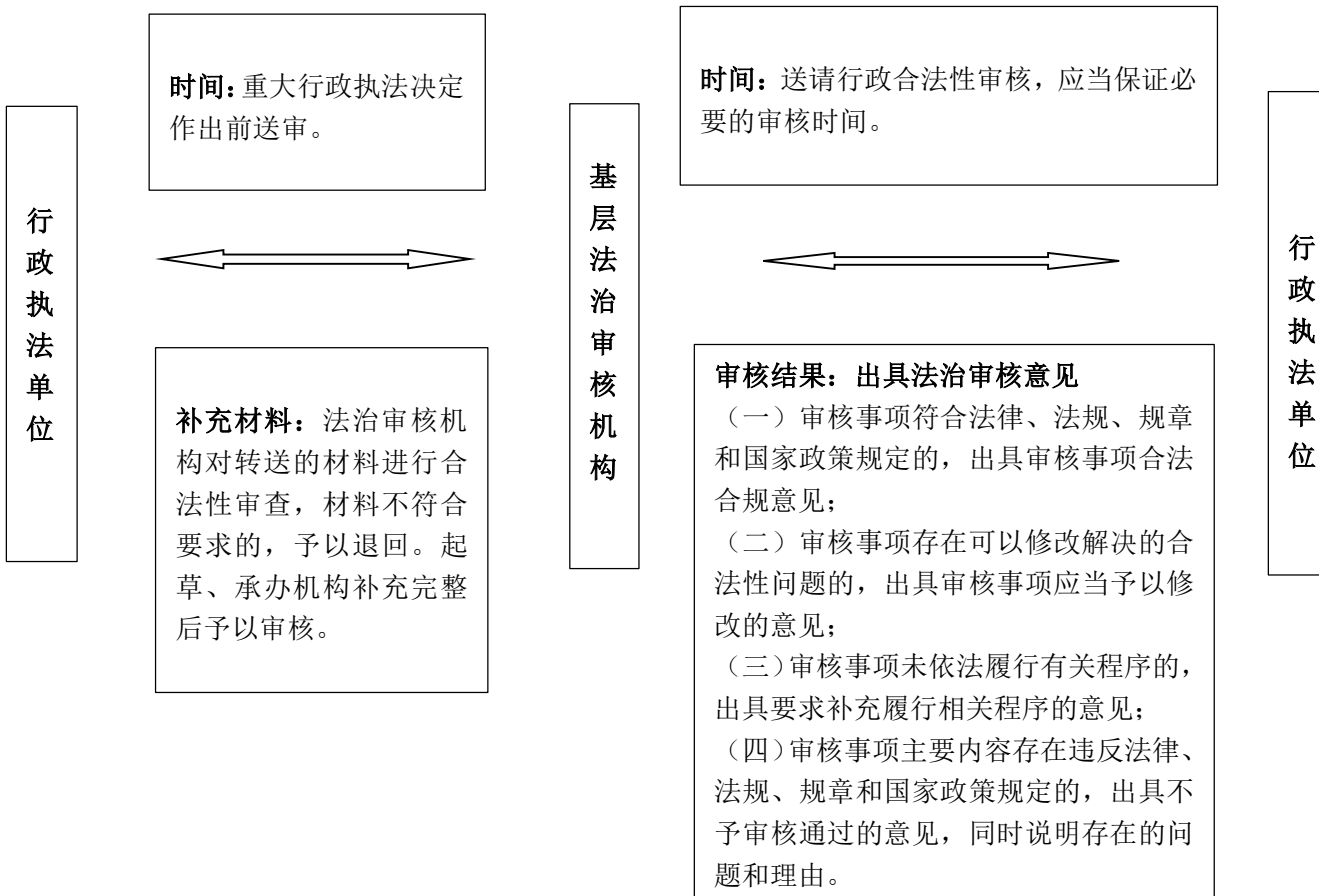 行政执法单位
时间：重大行政执法决定
作出前送审。
补充材料：法治审核机
构对转送的材料进行合
法性审查，材料不符合
要求的，予以退回。起
草、承办机构补充完整
后予以审核。
基层法治审核机构
时间：送请行政合法性审核，应当保证必
要的审核时间。
审核结果：出具法治审核意见
（一）审核事项符合法律、法规、规章
和国家政策规定的，出具审核事项合法
合规意见；
（二）审核事项存在可以修改解决的合
法性问题的，出具审核事项应当予以修
改的意见；
（三）审核事项未依法履行有关程序的，
出具要求补充履行相关程序的意见；
（四）审核事项主要内容存在违反法律、
法规、规章和国家政策规定的，出具不
予审核通过的意见，同时说明存在的问
题和理由。
行政执法单位